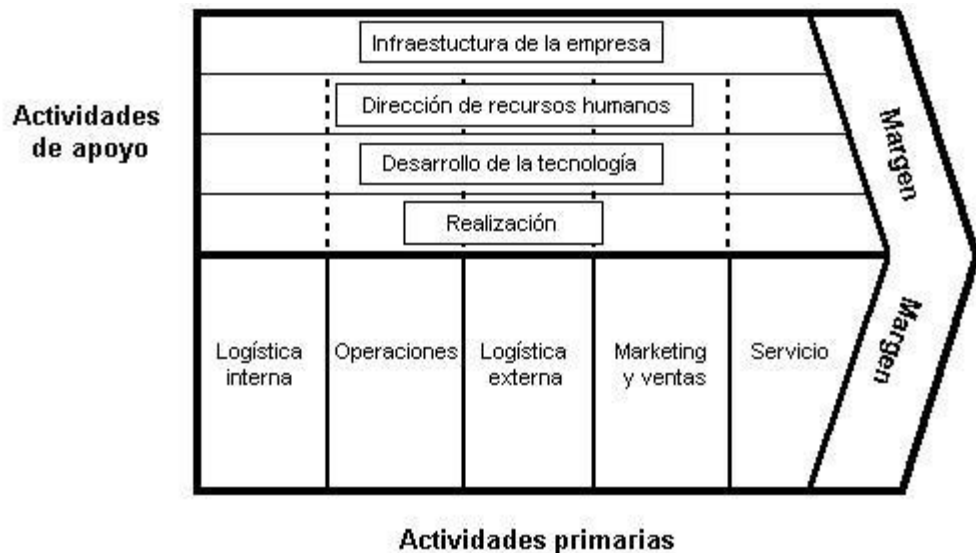 Infraestuctura de la empresa
Dirección de recursos humanos
Desarrollo de la tecnología
Realización
Actividades
de apoyo
Margen
Margen
Logística
interna
Operaciones
Logística
externa
Marketing
y ventas
Servicio
Actividades primarias